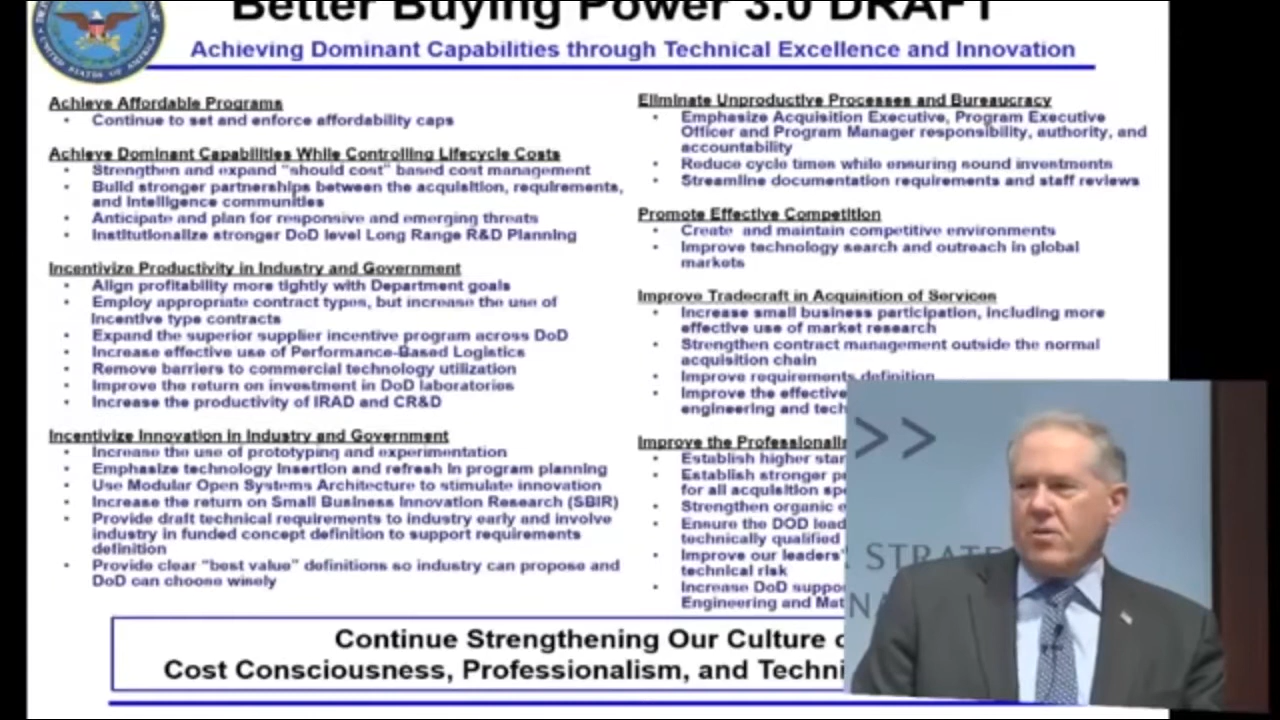 Better Buying Power 3.0 DRAFT
Achieving Dominant Capabilities through Technical Excellence and Innovation
Achieve Affordable Programs
• Continue to set and enforce affordability caps
Achieve Dominant Capabilities While Controlling Lifecycle Costs
• Strengthen and expand "should cost" based cost management
• Build stronger partnerships between the acquisition, requirements,
and intelligence communities
• Anticipate and plan for responsive and emerging threats
• Institutionalize stronger DoD level Long Range R&D Planning
Incentivize Productivity in Industry and Government
• Align profitability more tightly with Department goals
• Employ appropriate contract types, but increase the use of
incentive type contracts
• Expand the superior supplier incentive program across DoD
• Increase effective use of Performance-Based Logistics
• Remove barriers to commercial technology utilization
• Improve the return on investment in DoD laboratories
• Increase the productivity of IRAD and CR&D
Incentivize Innovation in Industry and Government
• Increase the use of prototyping and experimentation
• Emphasize technology insertion and refresh in program planning
• Use Modular Open Systems Architecture to stimulate innovation
• Increase the return on Small Business Innovation Research (SBIR)
• Provide draft technical requirements to industry early and involve
industry in funded concept definition to support requirements
definition
• Provide clear "best value" definitions so industry can propose and
DoD can choose wisely
Eliminate Unproductive Processes and Bureaucracy
• Emphasize Acquisition Executive, Program Executive
Officer and Program Manager responsibility, authority, and
accountability
• Reduce cycle times while ensuring sound investments
• Streamline documentation requirements and staff reviews
Promote Effective Competition
• Create and maintain competitive environments
• Improve technology search and outreach in global
markets
Improve Tradecraft in Acquisition of Services
• Increase small business participation, including more
effective use of market research
• Strengthen contract management outside the normal
acquisition chain
• Improve requirements definition
• Improve the effective
engineering and tech
Improve the Professionalis
• Establish higher stan
• Establish stronger p
for all acquisition spe
• Strengthen organic e
• Ensure the DOD lead
technically qualified
• Improve our leaders'
technical risk
• Increase DoD suppo
Engineering and Mat
>>
STRATE
NA
Continue Strengthening Our Culture o
Cost Consciousness, Professionalism, and Techni